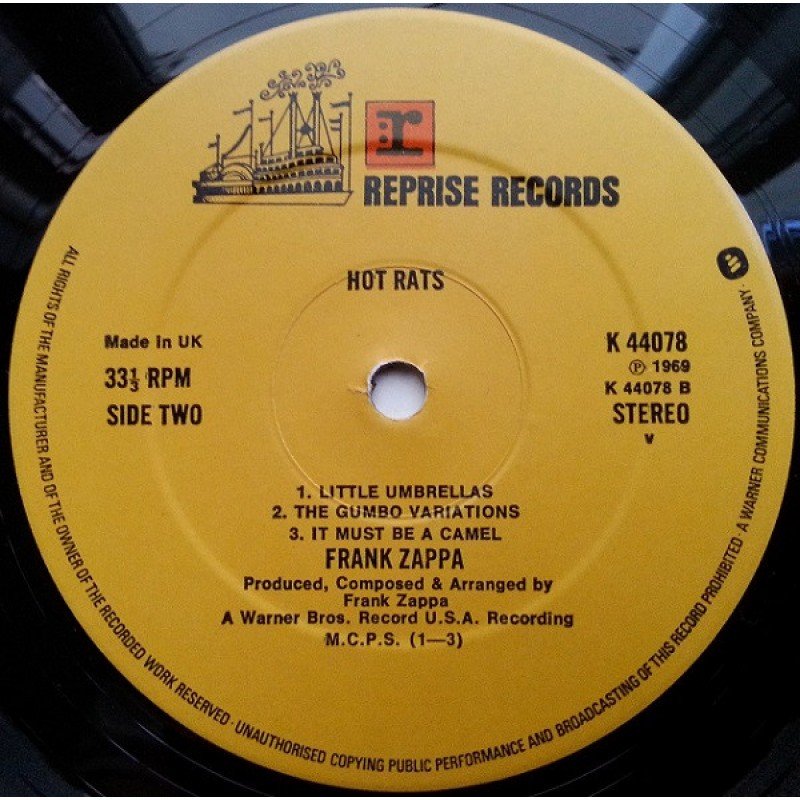 r
REPRISE RECORDS
HOT RATS
Made In UK
33⅓ RPM
SIDE TWO
K 44078
℗ 1969
K 44078 B
STEREO
v
1. LITTLE UMBRELLAS
2. THE GUMBO VARIATIONS
3. IT MUST BE A CAMEL
FRANK ZAPPA
Produced, Composed & Arranged by
Frank Zappa
A Warner Bros. Record U.S.A. Recording
M.C.P.S. (1—3)
ALL RIGHTS OF THE MANUFACTURER AND OF THE OWNER OF THE RECORDED WORK RESERVED · UNAUTHORISED COPYING PUBLIC PERFORMANCE AND BROADCASTING OF THIS RECORD PROHIBITED · A WARNER COMMUNICATIONS COMPANY ·